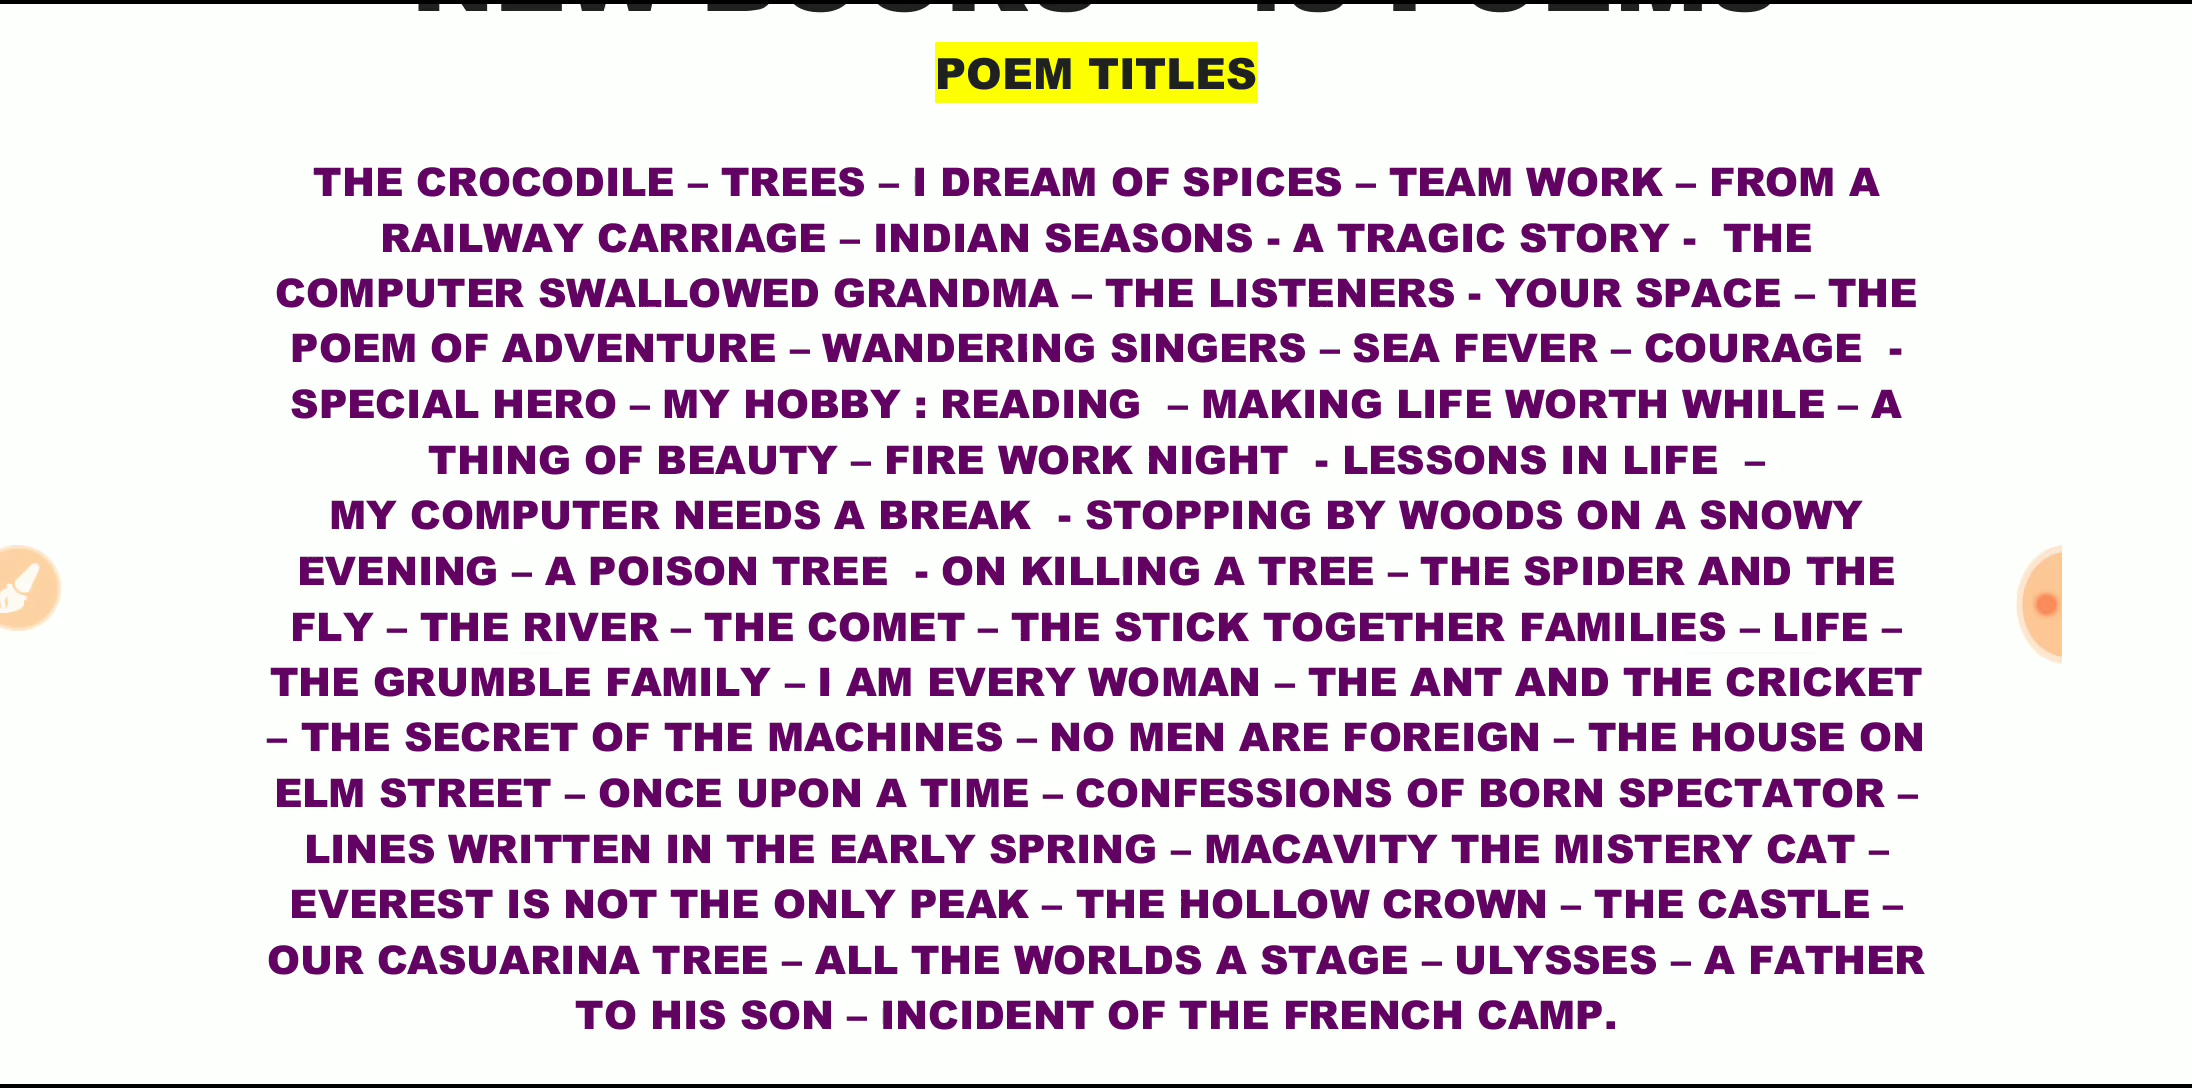 POEM TITLES
THE CROCODILE – TREES – I DREAM OF SPICES – TEAM WORK – FROM A
RAILWAY CARRIAGE – INDIAN SEASONS - A TRAGIC STORY -  THE
COMPUTER SWALLOWED GRANDMA – THE LISTENERS - YOUR SPACE – THE
POEM OF ADVENTURE – WANDERING SINGERS – SEA FEVER – COURAGE  -
SPECIAL HERO – MY HOBBY : READING  – MAKING LIFE WORTH WHILE – A
THING OF BEAUTY – FIRE WORK NIGHT  - LESSONS IN LIFE  –
MY COMPUTER NEEDS A BREAK  - STOPPING BY WOODS ON A SNOWY
EVENING – A POISON TREE  - ON KILLING A TREE – THE SPIDER AND THE
FLY – THE RIVER – THE COMET – THE STICK TOGETHER FAMILIES – LIFE –
THE GRUMBLE FAMILY – I AM EVERY WOMAN – THE ANT AND THE CRICKET
– THE SECRET OF THE MACHINES – NO MEN ARE FOREIGN – THE HOUSE ON
ELM STREET – ONCE UPON A TIME – CONFESSIONS OF BORN SPECTATOR –
LINES WRITTEN IN THE EARLY SPRING – MACAVITY THE MISTERY CAT –
EVEREST IS NOT THE ONLY PEAK – THE HOLLOW CROWN – THE CASTLE –
OUR CASUARINA TREE – ALL THE WORLDS A STAGE – ULYSSES – A FATHER
TO HIS SON – INCIDENT OF THE FRENCH CAMP.